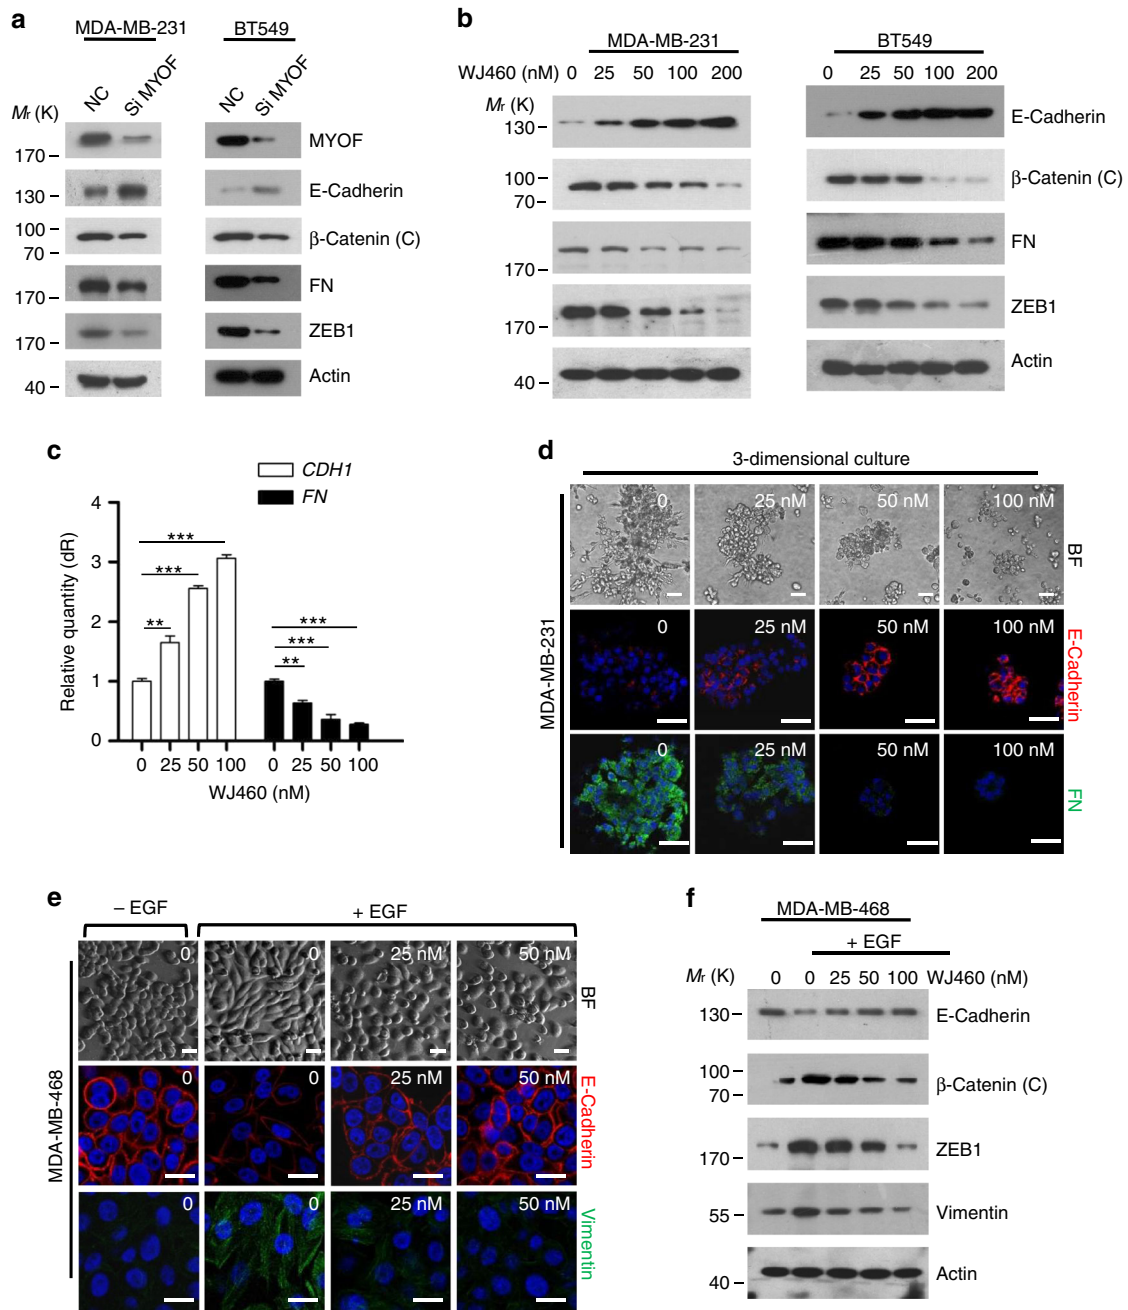 a
MDA-MB-231 BT549
NC Si MYOF NC Si MYOF
Mr (K)
170 MYOF
130 E-Cadherin
100
70 β-Catenin (C)
170 FN
170 ZEB1
40 Actin
b
MDA-MB-231 BT549
WJ460 (nM) 0 25 50 100 200 0 25 50 100 200
Mr (K)
130 E-Cadherin
100
70 β-Catenin (C)
170 FN
170 ZEB1
40 Actin
c
CDH1
FN
Relative quantity (dR)
4
3
2
1
0
*** *** **
*** *** **
0 25 50 100 0 25 50 100
WJ460 (nM)
d
3-dimensional culture
MDA-MB-231
0 25 nM 50 nM 100 nM BF
0 25 nM 50 nM 100 nM E-Cadherin
0 25 nM 50 nM 100 nM FN
e
– EGF + EGF
MDA-MB-468
0 0 25 nM 50 nM BF
0 0 25 nM 50 nM E-Cadherin
0 0 25 nM 50 nM Vimentin
f
MDA-MB-468
+ EGF
Mr (K) 0 0 25 50 100 WJ460 (nM)
130 E-Cadherin
100
70 β-Catenin (C)
170 ZEB1
55 Vimentin
40 Actin